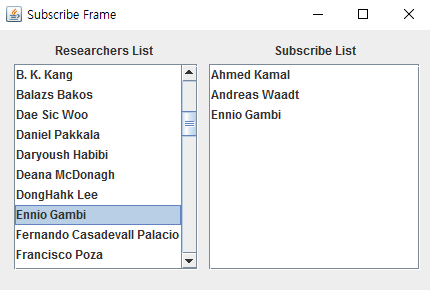 Subscribe Frame
Researchers List
B. K. Kang
Balazs Bakos
Dae Sic Woo
Daniel Pakkala
Daryoush Habibi
Deana McDonagh
DongHahk Lee
Ennio Gambi
Fernando Casadevall Palacio
Francisco Poza
Subscribe List
Ahmed Kamal
Andreas Waadt
Ennio Gambi